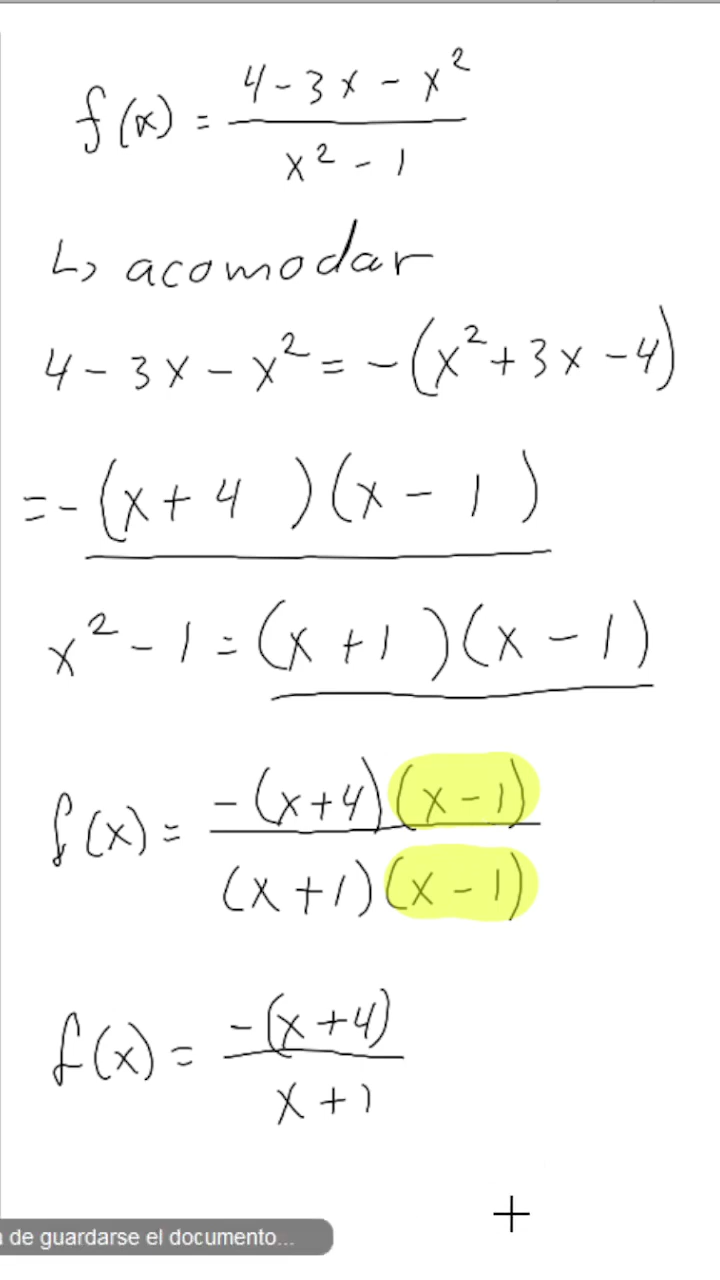 f(x) = (4 - 3x - x²)/(x² - 1)
↳ acomodar
4 - 3x - x² = -(x² + 3x - 4)
= -(x + 4)(x - 1)
x² - 1 = (x + 1)(x - 1)
f(x) = -(x+4)(x - 1)/(x + 1)(x - 1)
f(x) = -(x+4)/x+1
de guardarse el documento...